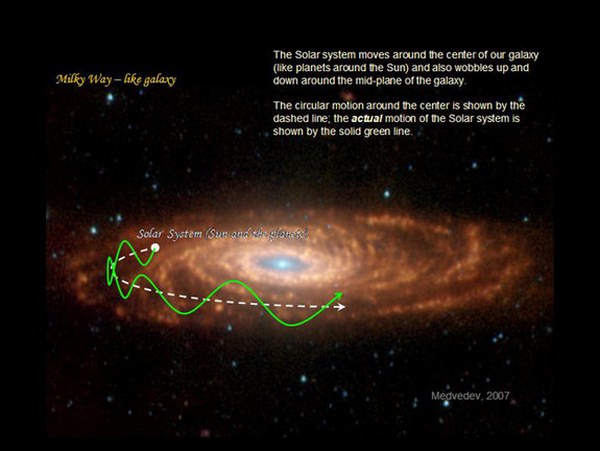 The Solar system moves around the center of our galaxy
(like planets around the Sun) and also wobbles up and
down around the mid-plane of the galaxy.
Milky Way – like galaxy
The circular motion around the center is shown by the
dashed line; the actual motion of the Solar system is
shown by the solid green line.
Solar System (Sun and the planets)
Medvedev, 2007